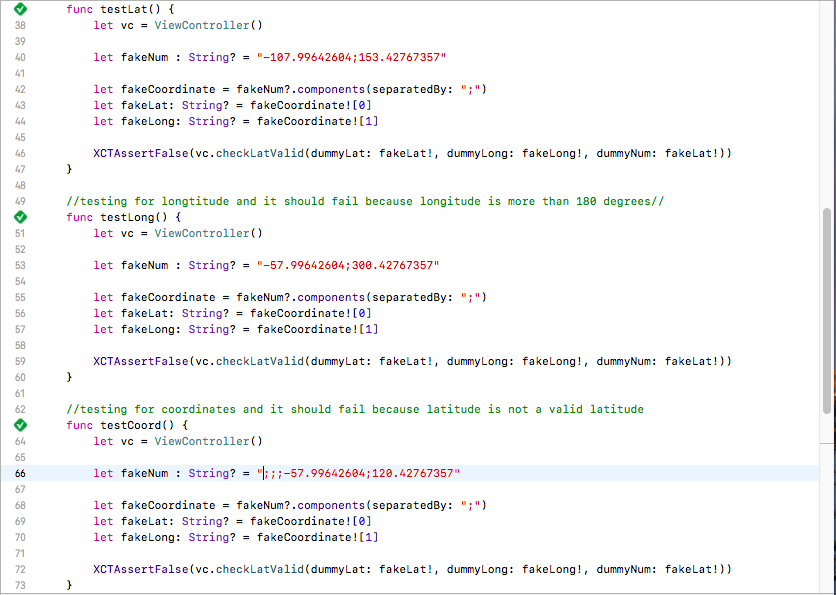 func testLat() {
38 let vc = ViewController()
39
40 let fakeNum : String? = "-107.99642604;153.42767357"
41
42 let fakeCoordinate = fakeNum?.components(separatedBy: ";")
43 let fakeLat: String? = fakeCoordinate![0]
44 let fakeLong: String? = fakeCoordinate![1]
45
46 XCTAssertFalse(vc.checkLatValid(dummyLat: fakeLat!, dummyLong: fakeLong!, dummyNum: fakeLat!))
47 }
48
49 //testing for longtitude and it should fail because longitude is more than 180 degrees//
func testLong() {
51 let vc = ViewController()
52
53 let fakeNum : String? = "-57.99642604;300.42767357"
54
55 let fakeCoordinate = fakeNum?.components(separatedBy: ";")
56 let fakeLat: String? = fakeCoordinate![0]
57 let fakeLong: String? = fakeCoordinate![1]
58
59 XCTAssertFalse(vc.checkLatValid(dummyLat: fakeLat!, dummyLong: fakeLong!, dummyNum: fakeLat!))
60 }
61
62 //testing for coordinates and it should fail because latitude is not a valid latitude
func testCoord() {
64 let vc = ViewController()
65
66 let fakeNum : String? = ";;;-57.99642604;120.42767357"
67
68 let fakeCoordinate = fakeNum?.components(separatedBy: ";")
69 let fakeLat: String? = fakeCoordinate![0]
70 let fakeLong: String? = fakeCoordinate![1]
71
72 XCTAssertFalse(vc.checkLatValid(dummyLat: fakeLat!, dummyLong: fakeLong!, dummyNum: fakeLat!))
73 }